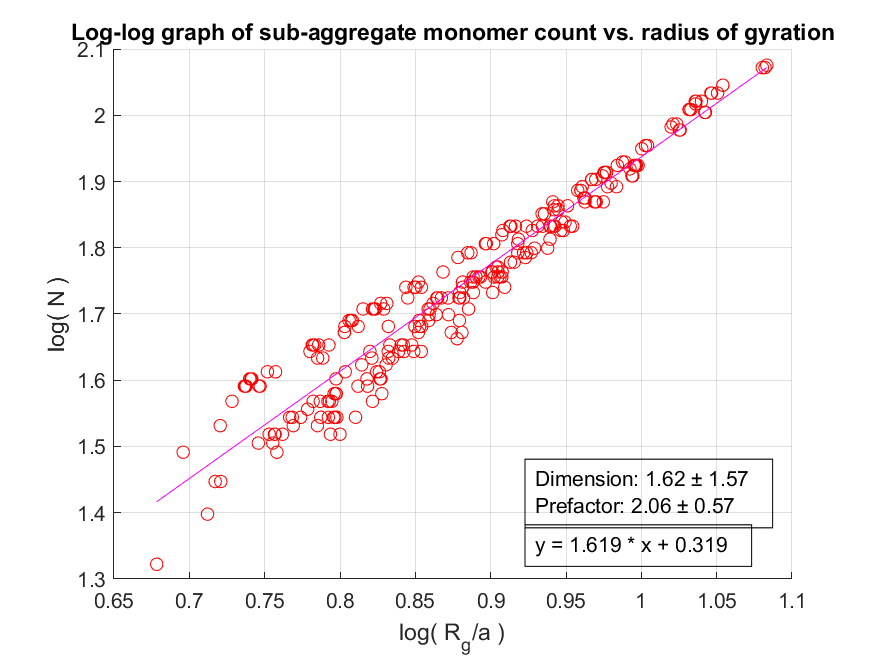 Log-log graph of sub-aggregate monomer count vs. radius of gyration
2.1
2
1.9
1.8
1.7
1.6
1.5
1.4
1.3
log( N )
Dimension: 1.62 ± 1.57
Prefactor: 2.06 ± 0.57
y = 1.619 * x + 0.319
0.65 0.7 0.75 0.8 0.85 0.9 0.95 1 1.05 1.1
log( R_g/a )